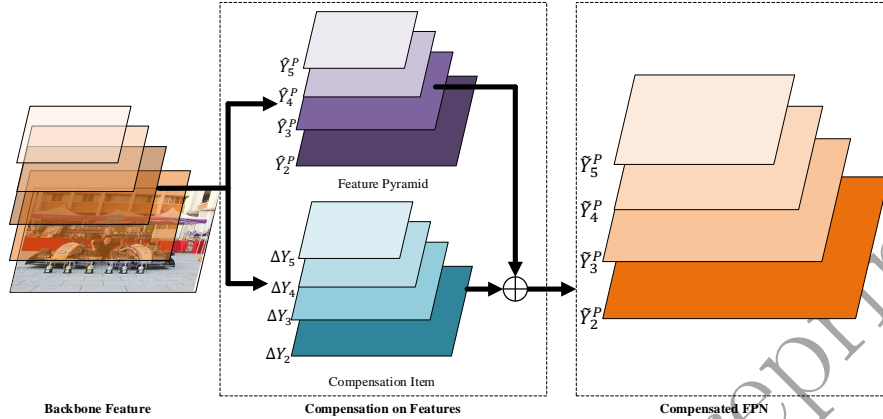 Ŷ₅ᴾ
Ŷ₄ᴾ
Ŷ₃ᴾ
Ŷ₂ᴾ
Feature Pyramid
ΔY₅
ΔY₄
ΔY₃
ΔY₂
Compensation Item
Ỹ₅ᴾ
Ỹ₄ᴾ
Ỹ₃ᴾ
Ỹ₂ᴾ
Backbone Feature
Compensation on Features
Compensated FPN